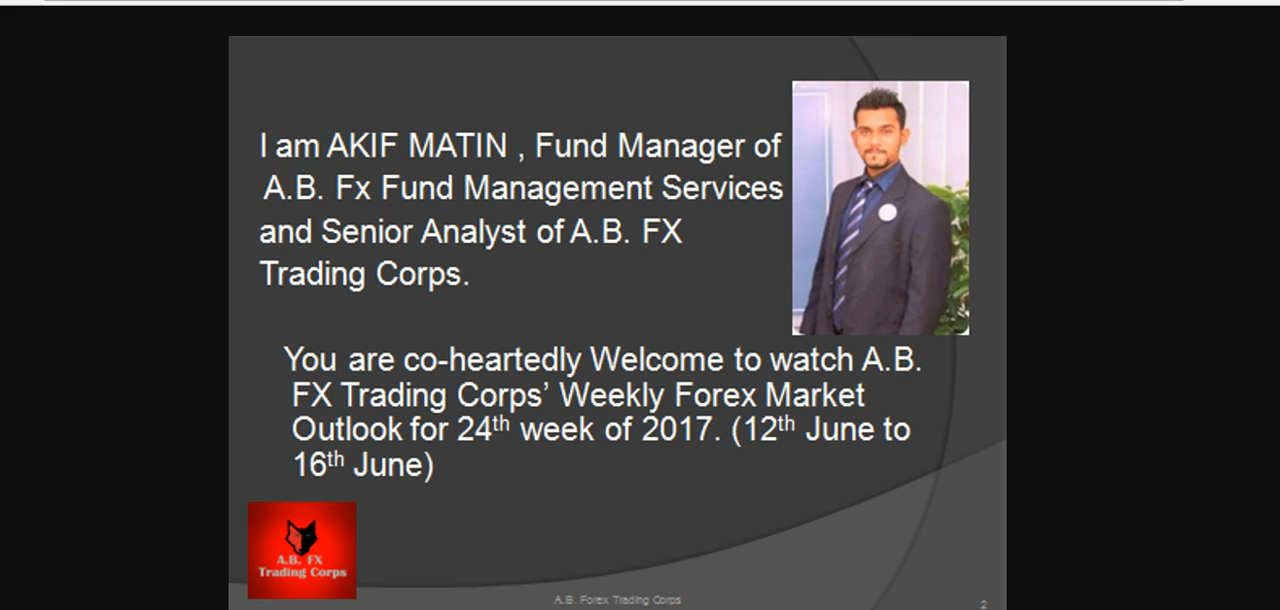 I am AKIF MATIN , Fund Manager of
A.B. Fx Fund Management Services
and Senior Analyst of A.B. FX
Trading Corps.
You are co-heartedly Welcome to watch A.B.
FX Trading Corps’ Weekly Forex Market
Outlook for 24th week of 2017. (12th June to
16th June)
A.B. FX
Trading Corps
A.B. Forex Trading Corps
2